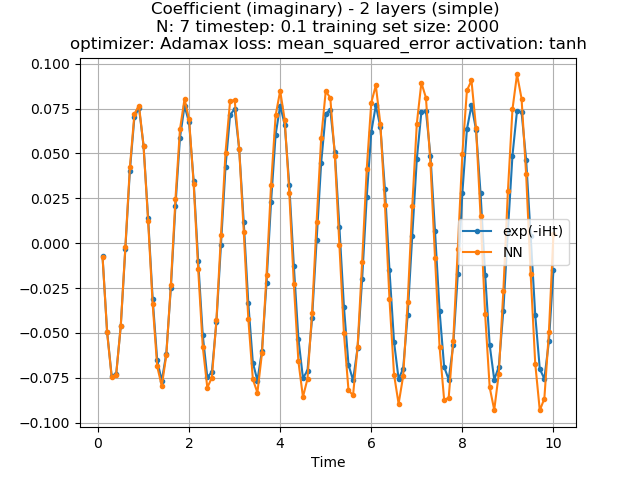 Coefficient (imaginary) - 2 layers (simple)
N: 7 timestep: 0.1 training set size: 2000
optimizer: Adamax loss: mean_squared_error activation: tanh
0.100
0.075
0.050
0.025
0.000
−0.025
−0.050
−0.075
−0.100
exp(-iHt)
NN
0 2 4 6 8 10
Time